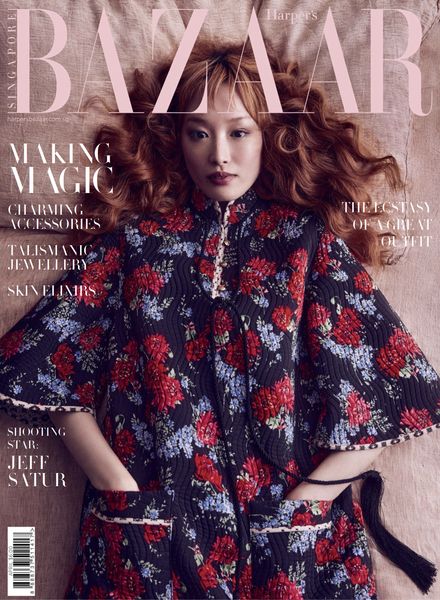 SINGAPORE
Harper's
BAZAAR
harpersbazaar.com.sg
MAKING
MAGIC
CHARMING
ACCESSORIES
TALISMANIC
JEWELLERY
SKIN ELIXIRS
THE ECSTASY
OF A GREAT
OUTFIT
SHOOTING
STAR:
JEFF
SATUR